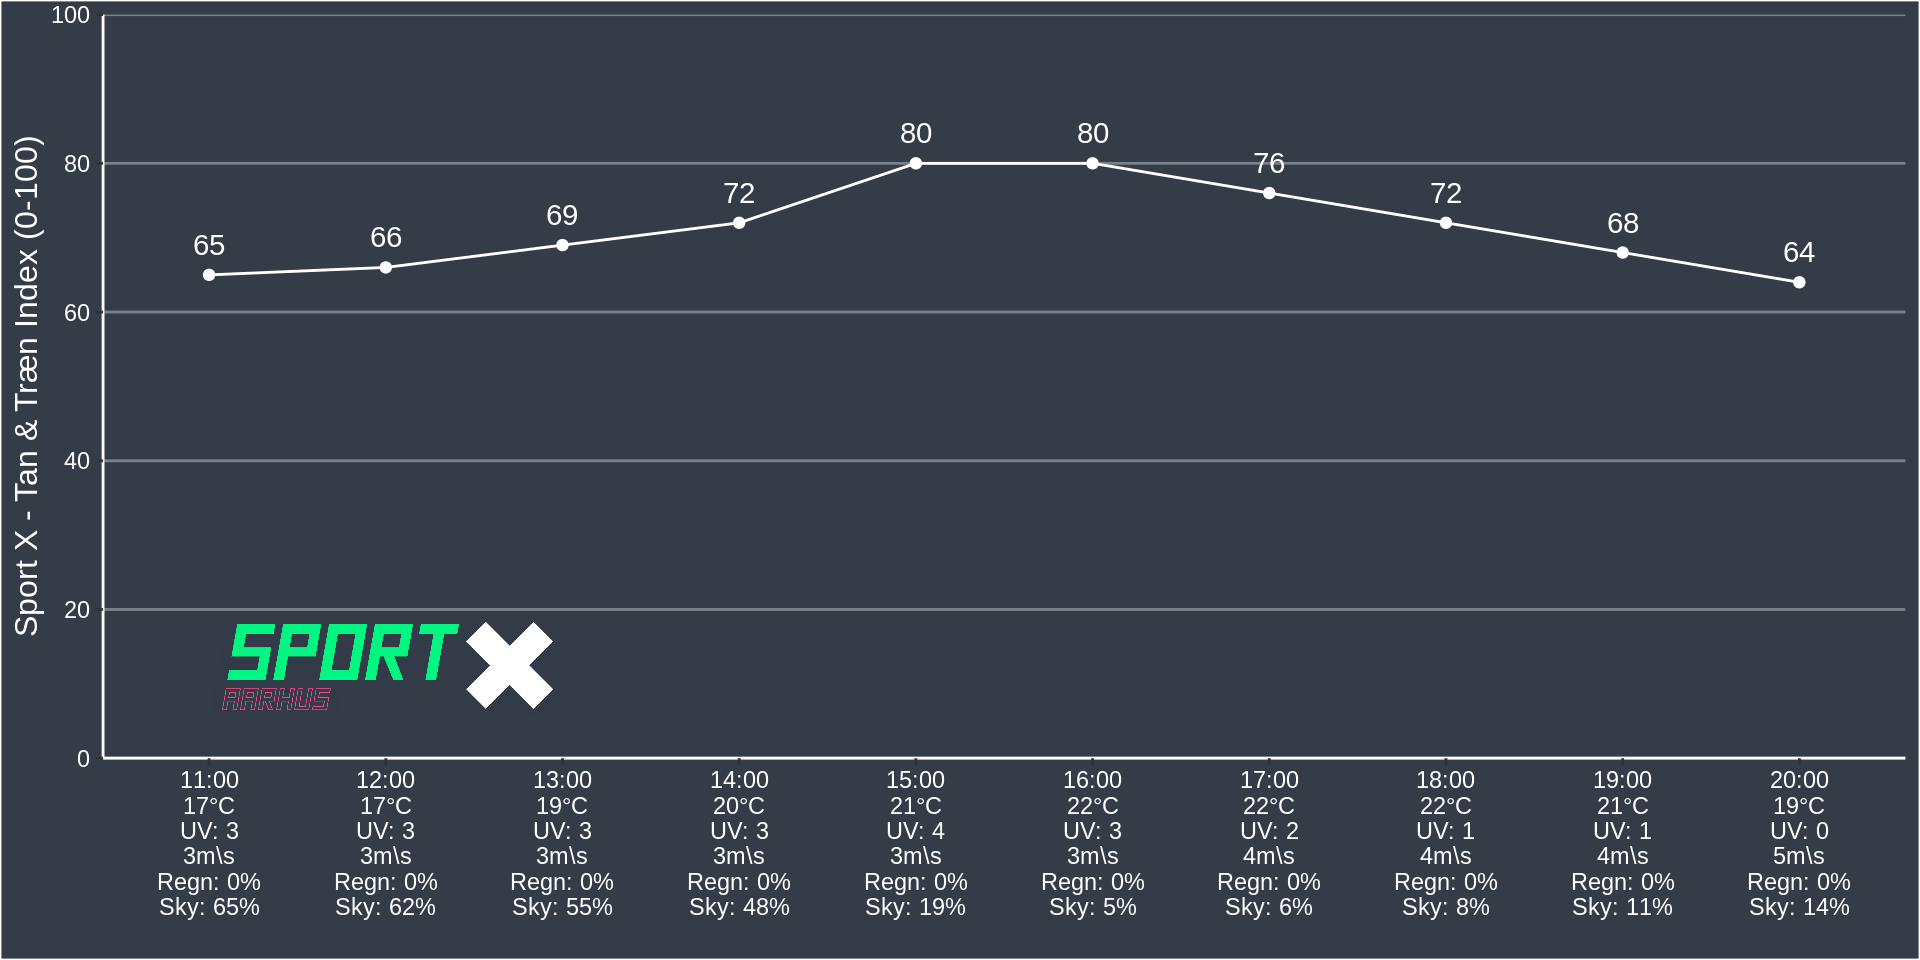 Sport X - Tan & Træn Index (0-100)
100
80
60
40
20
0
65
66
69
72
80
80
76
72
68
64
SPORT X
AARHUS
11:00 12:00 13:00 14:00 15:00 16:00 17:00 18:00 19:00 20:00
17°C 17°C 19°C 20°C 21°C 22°C 22°C 22°C 21°C 19°C
UV: 3 UV: 3 UV: 3 UV: 3 UV: 4 UV: 3 UV: 2 UV: 1 UV: 1 UV: 0
3m\s 3m\s 3m\s 3m\s 3m\s 3m\s 4m\s 4m\s 4m\s 5m\s
Regn: 0% Regn: 0% Regn: 0% Regn: 0% Regn: 0% Regn: 0% Regn: 0% Regn: 0% Regn: 0% Regn: 0%
Sky: 65% Sky: 62% Sky: 55% Sky: 48% Sky: 19% Sky: 5% Sky: 6% Sky: 8% Sky: 11% Sky: 14%